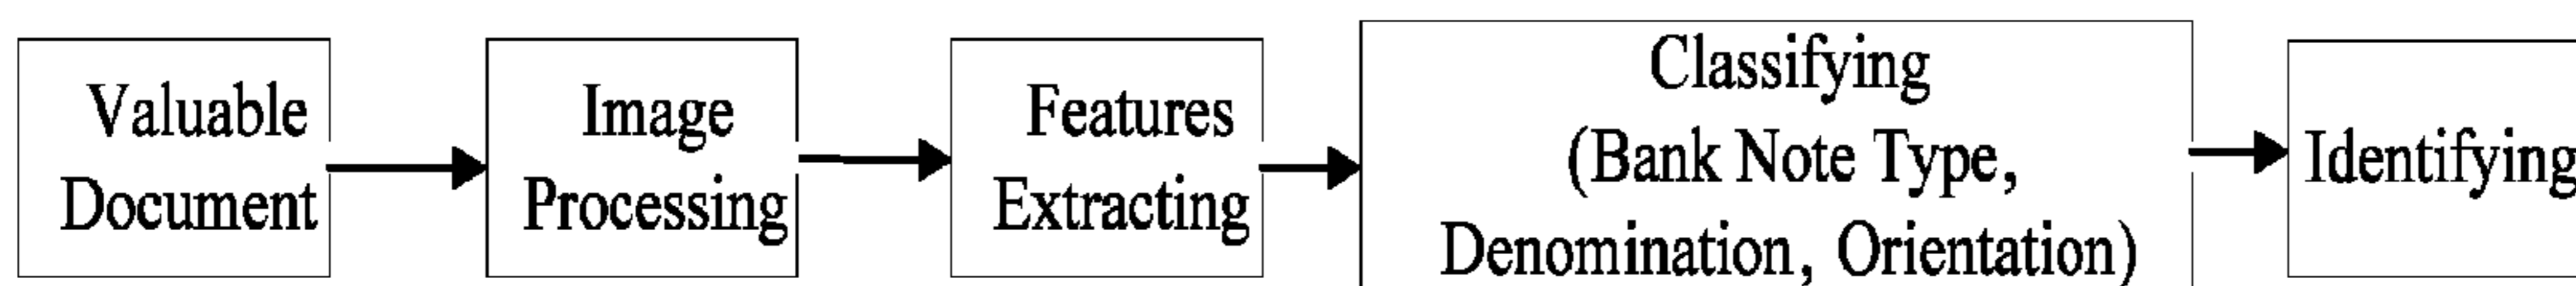 Valuable
Document
Image
Processing
Features
Extracting
Classifying
(Bank Note Type,
Denomination, Orientation)
Identifying